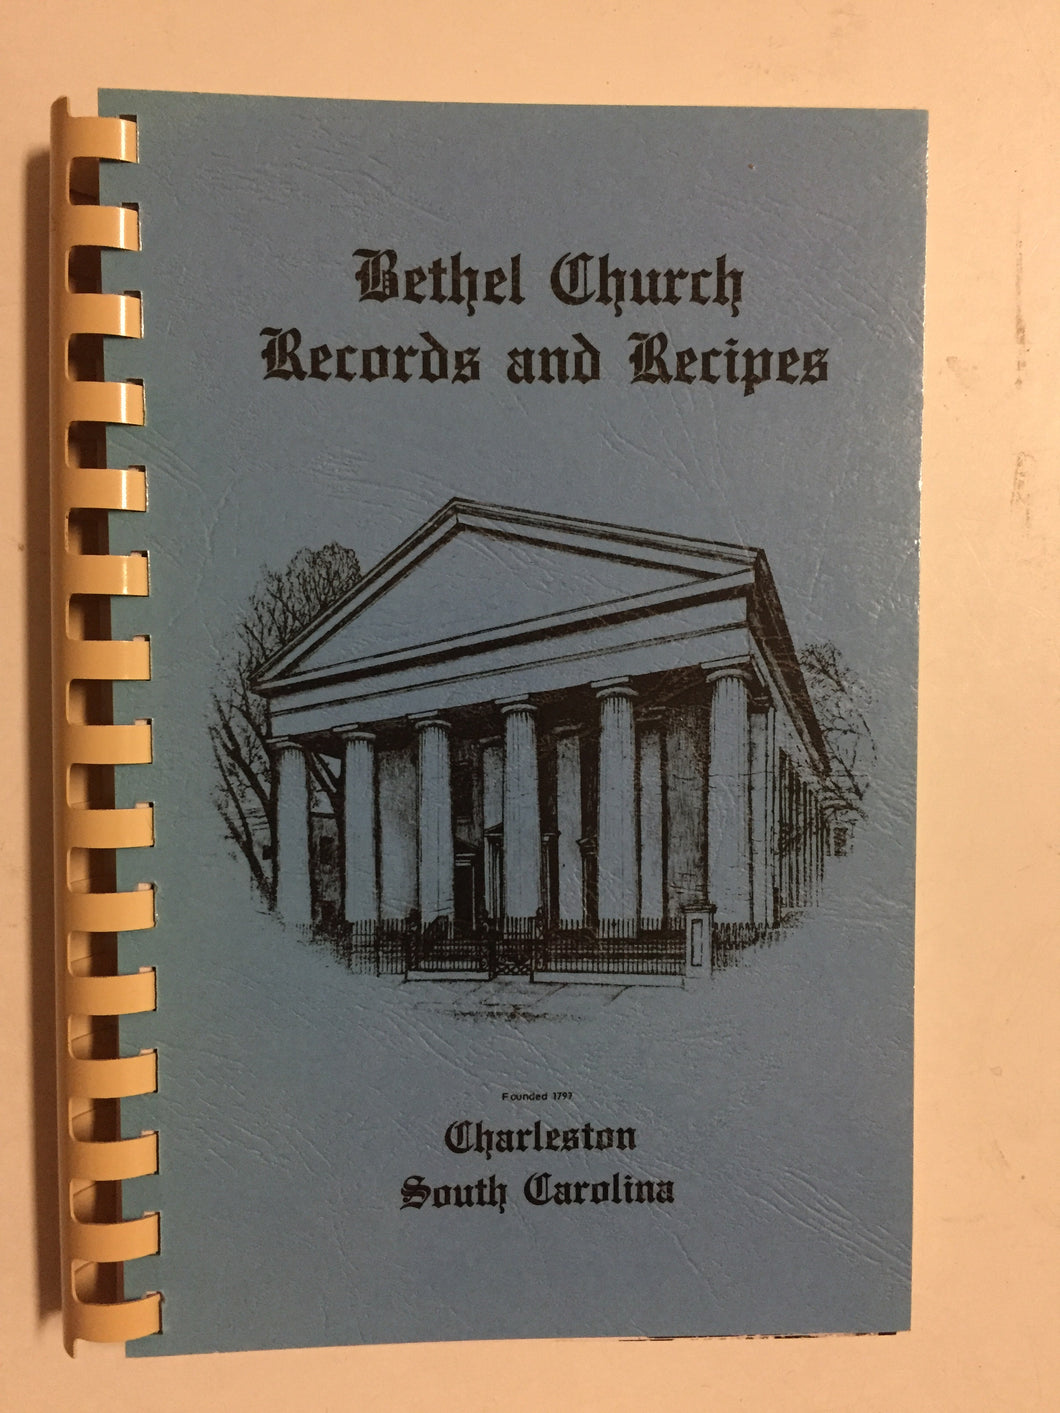 Bethel Church
Records and Recipes
Founded 1797
Charleston
South Carolina